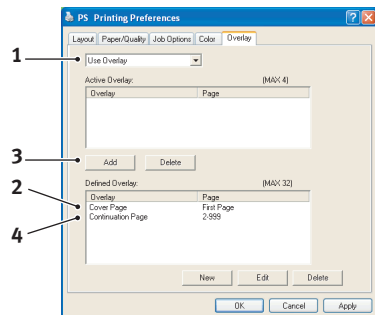 PS Printing Preferences
Layout Paper/Quality Job Options Color Overlay
1
Use Overlay
Active Overlay: (MAX 4)
Overlay Page
3
Add Delete
Defined Overlay: (MAX 32)
Overlay Page
2
Cover Page First Page
4
Continuation Page 2-999
New Edit Delete
OK Cancel Apply